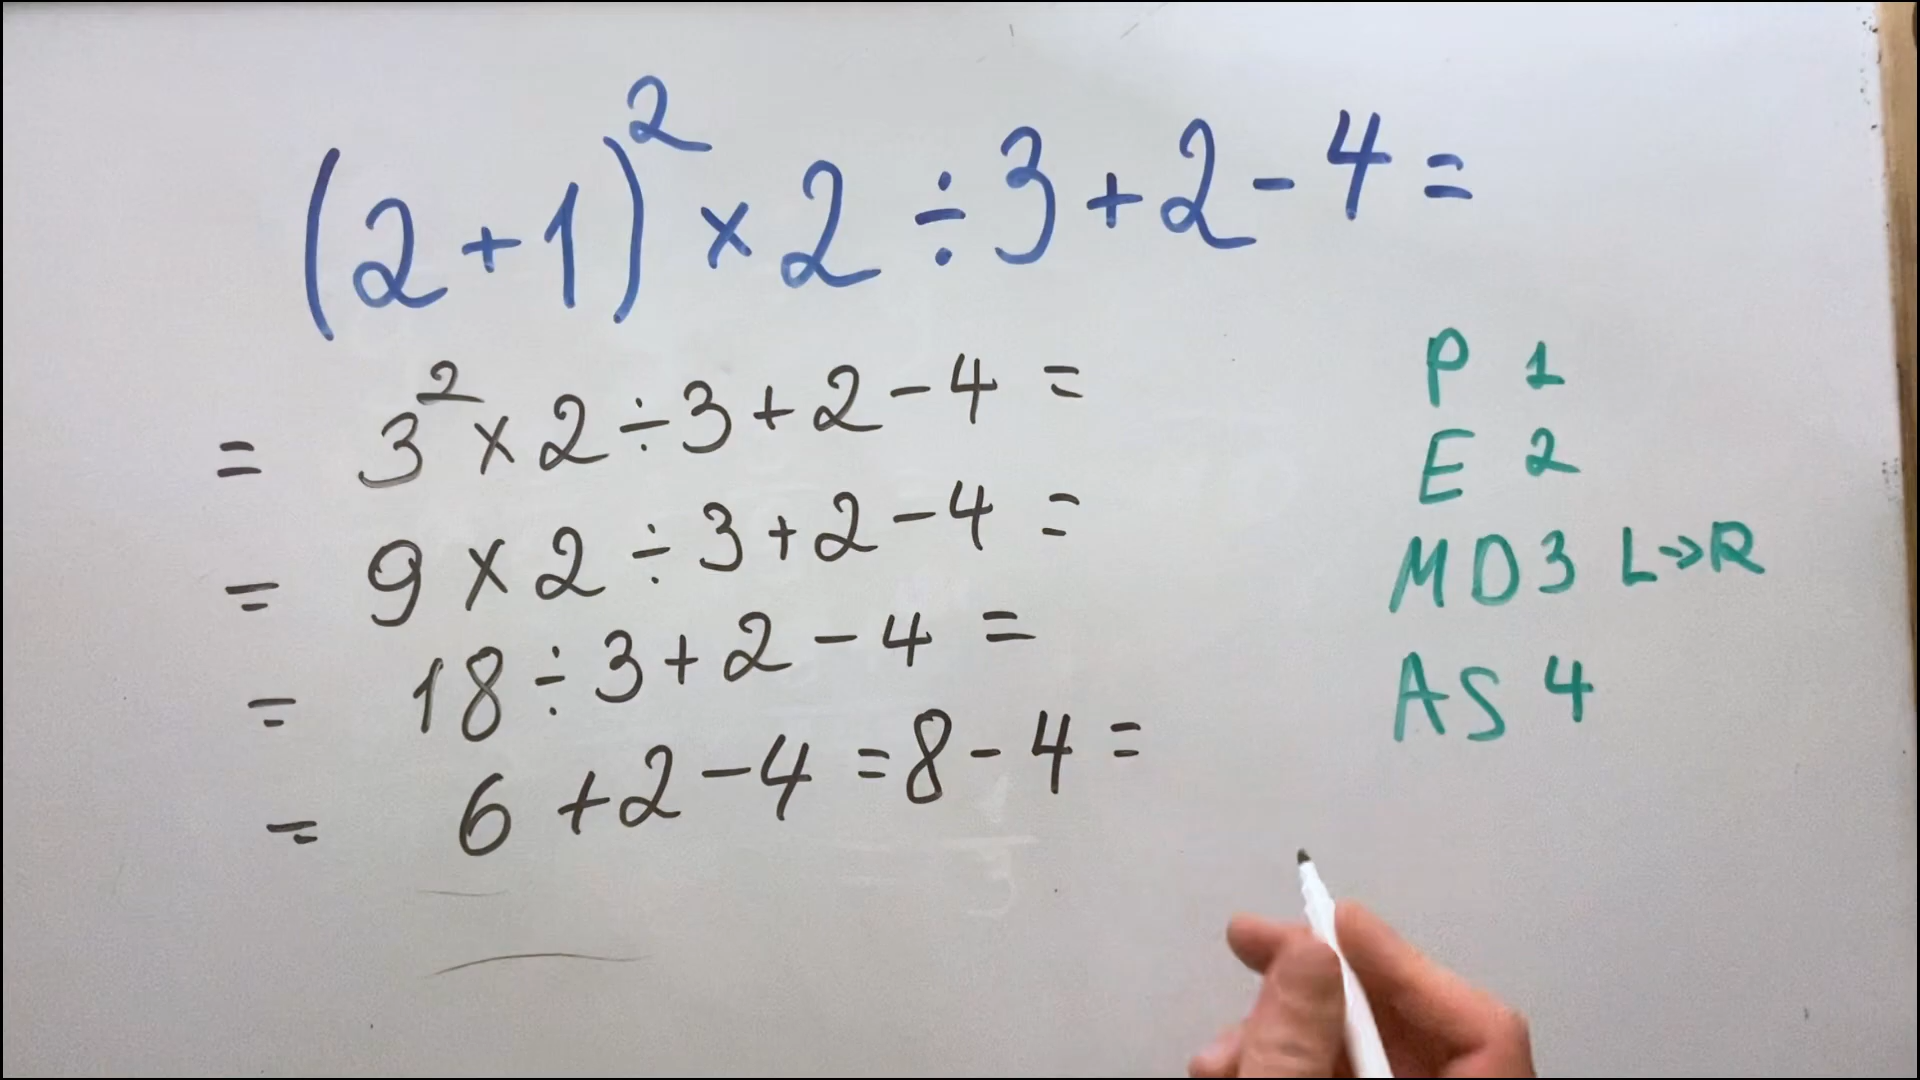 (2+1)² × 2 ÷ 3 + 2 - 4 =
= 3² × 2 ÷ 3 + 2 - 4 =
= 9 × 2 ÷ 3 + 2 - 4 =
= 18 ÷ 3 + 2 - 4 =
= 6 + 2 - 4 = 8 - 4 =
P 1
E 2
MD 3 L→R
AS 4